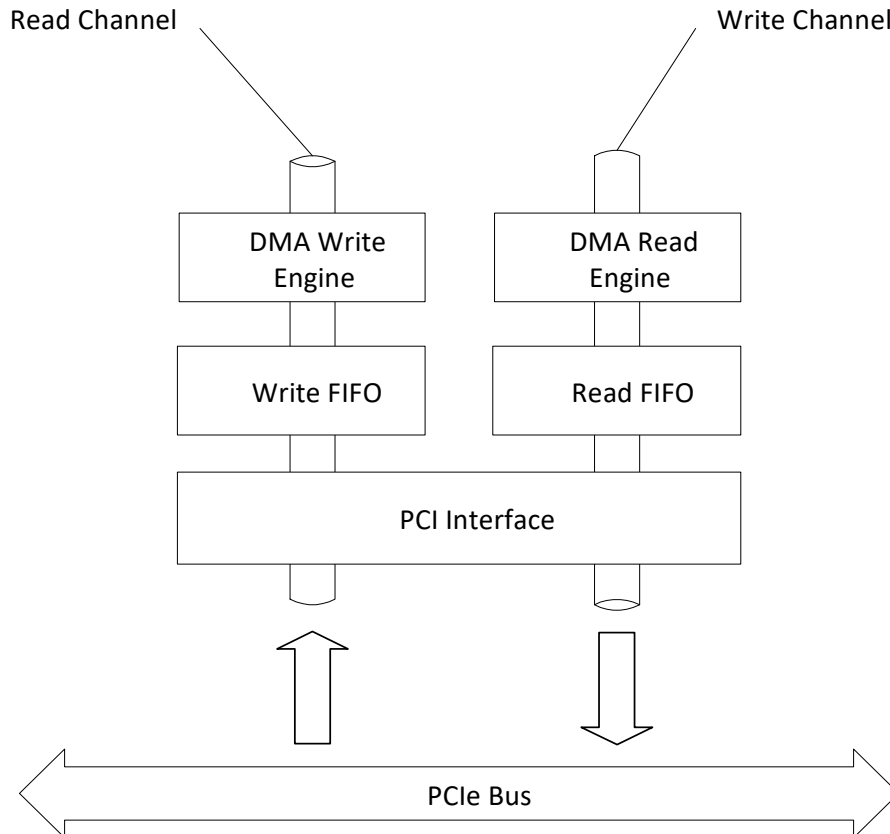 Read Channel
Write Channel
DMA Write
Engine
DMA Read
Engine
Write FIFO
Read FIFO
PCI Interface
PCIe Bus